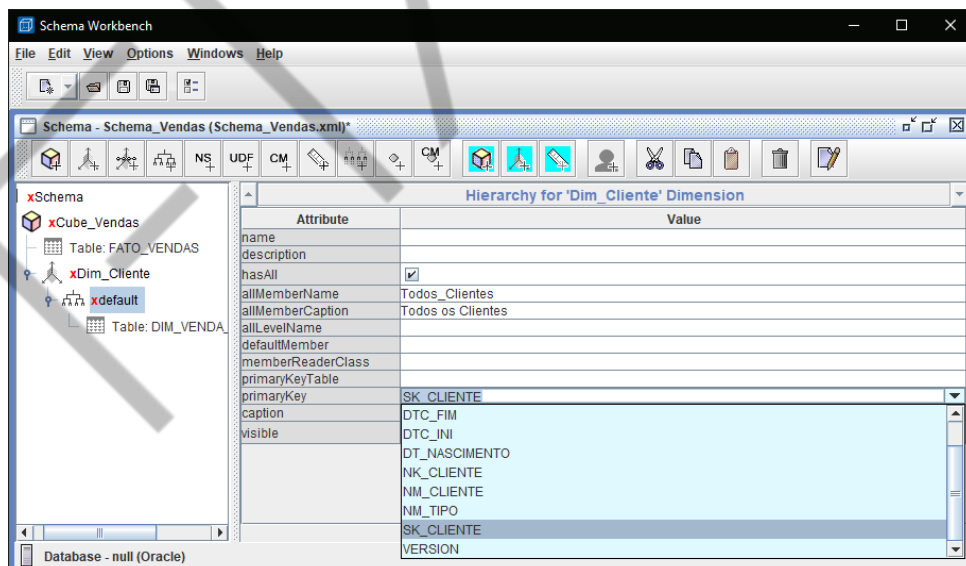 Schema Workbench
File Edit View Options Windows Help
Schema - Schema_Vendas (Schema_Vendas.xml)*
NS UDF CM CM
xSchema
xCube_Vendas
Table: FATO_VENDAS
xDim_Cliente
xdefault
Table: DIM_VENDA_
Hierarchy for 'Dim_Cliente' Dimension
Attribute Value
name
description
hasAll
allMemberName Todos_Clientes
allMemberCaption Todos os Clientes
allLevelName
defaultMember
memberReaderClass
primaryKeyTable
primaryKey SK_CLIENTE
caption
visible
DTC_FIM
DTC_INI
DT_NASCIMENTO
NK_CLIENTE
NM_CLIENTE
NM_TIPO
SK_CLIENTE
VERSION
Database - null (Oracle)